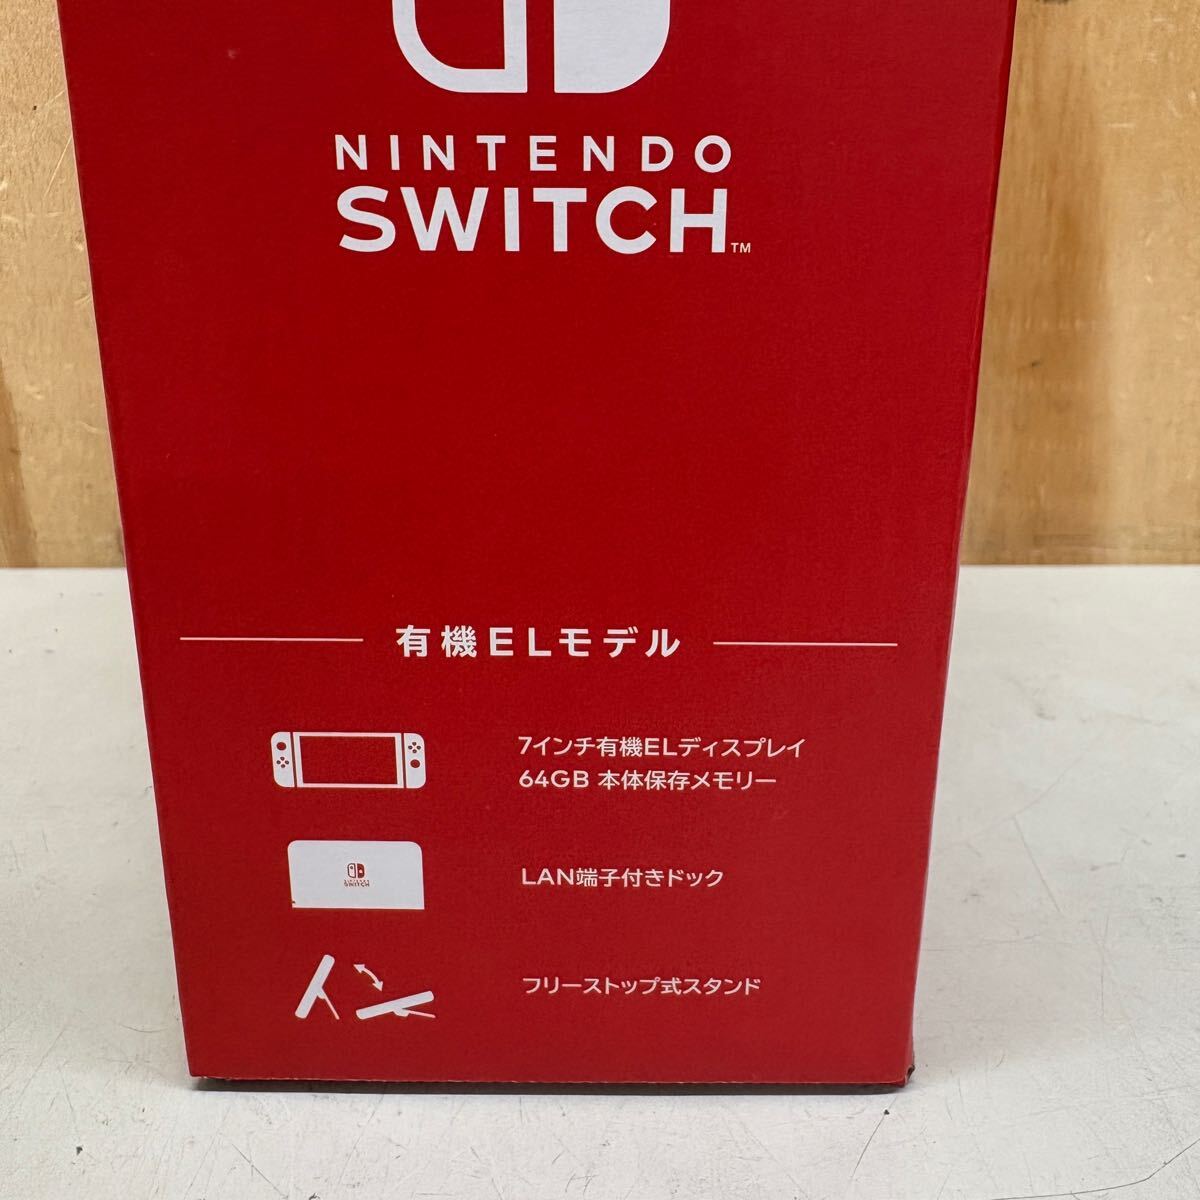 NINTENDO
SWITCH™
有機ELモデル
7インチ有機ELディスプレイ
64GB 本体保存メモリー
NINTENDO
SWITCH
LAN端子付きドック
フリーストップ式スタンド